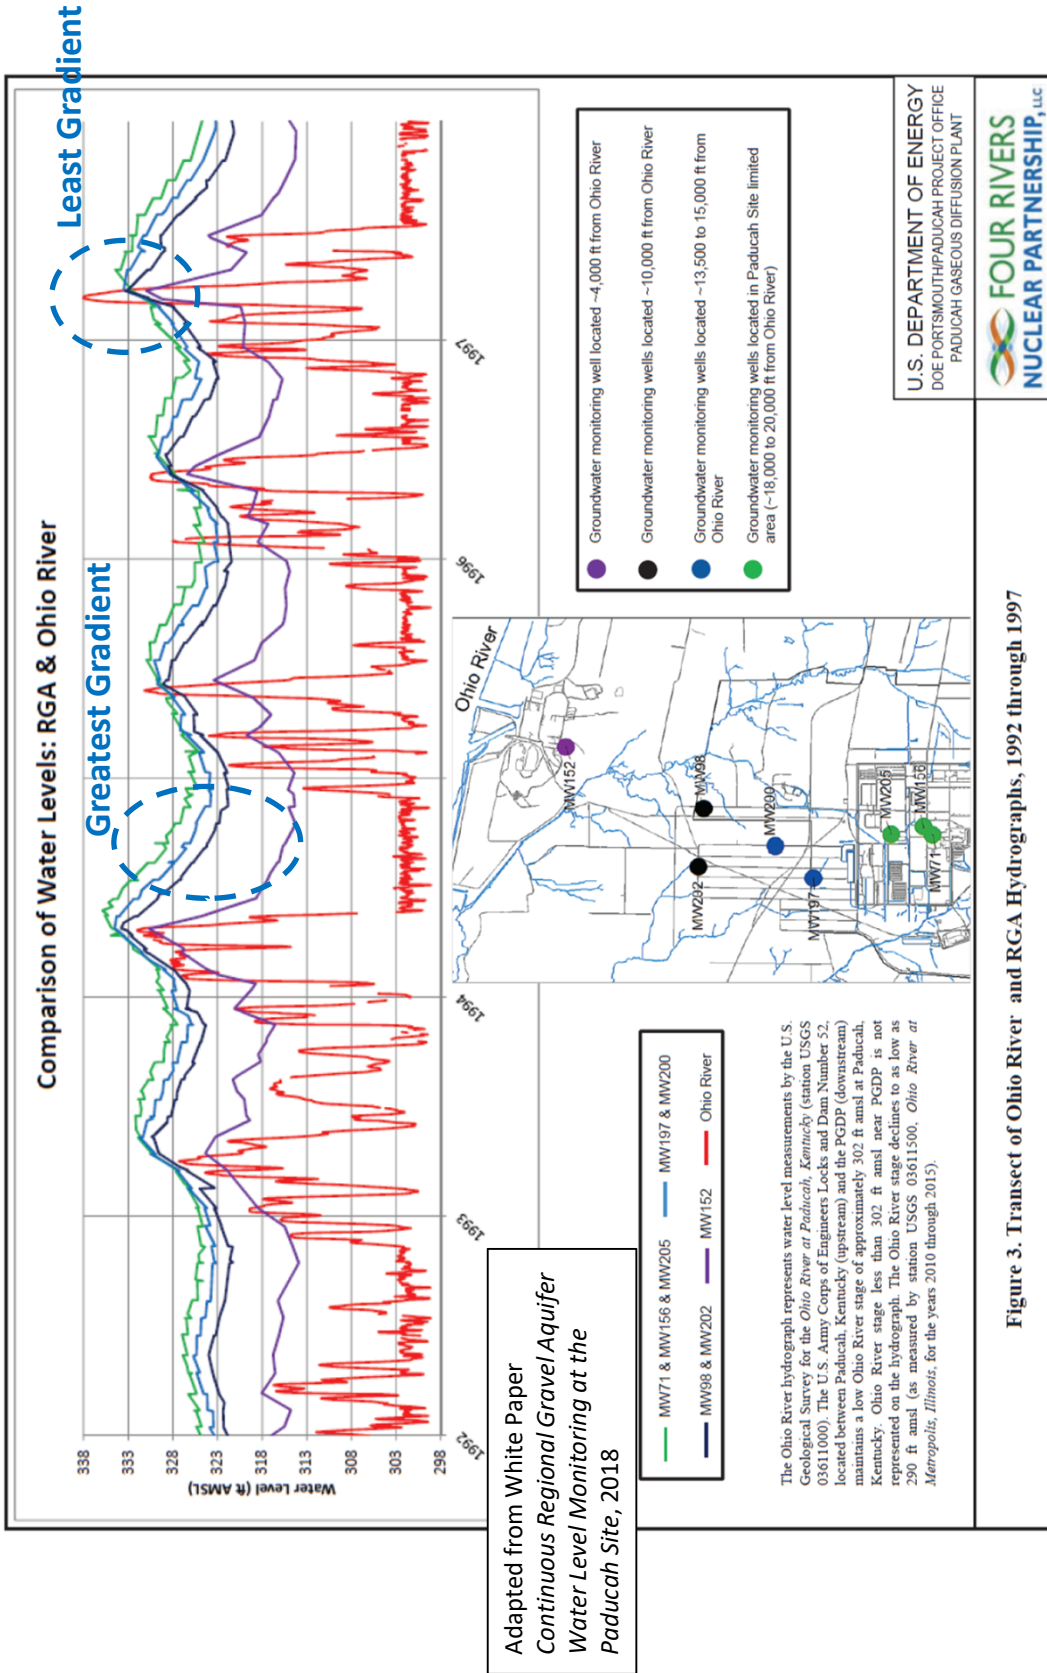 Comparison of Water Levels: RGA & Ohio River
Greatest Gradient
Least Gradient
Water Level (ft AMSL)
338
333
328
323
318
313
308
303
298
1992
1993
1994
1996
1997
MW71 & MW156 & MW205
MW197 & MW200
MW98 & MW202
MW152
Ohio River
Adapted from White Paper
Continuous Regional Gravel Aquifer
Water Level Monitoring at the
Paducah Site, 2018
The Ohio River hydrograph represents water level measurements by the U.S.
Geological Survey for the Ohio River at Paducah, Kentucky (station USGS
03611000). The U.S. Army Corps of Engineers Locks and Dam Number 52,
located between Paducah, Kentucky (upstream) and the PGDP (downstream)
maintains a low Ohio River stage of approximately 302 ft amsl at Paducah,
Kentucky. Ohio River stage less than 302 ft amsl near PGDP is not
represented on the hydrograph. The Ohio River stage declines to as low as
290 ft amsl (as measured by station USGS 03611500, Ohio River at
Metropolis, Illinois, for the years 2010 through 2015).
Ohio River
MW152
MW98
MW202
MW200
MW197
MW205
MW156
MW71
Groundwater monitoring well located ~4,000 ft from Ohio River
Groundwater monitoring wells located ~10,000 ft from Ohio River
Groundwater monitoring wells located ~13,500 to 15,000 ft from
Ohio River
Groundwater monitoring wells located in Paducah Site limited
area (~18,000 to 20,000 ft from Ohio River)
U.S. DEPARTMENT OF ENERGY
DOE PORTSMOUTH/PADUCAH PROJECT OFFICE
PADUCAH GASEOUS DIFFUSION PLANT
FOUR RIVERS
NUCLEAR PARTNERSHIP, LLC
Figure 3. Transect of Ohio River and RGA Hydrographs, 1992 through 1997